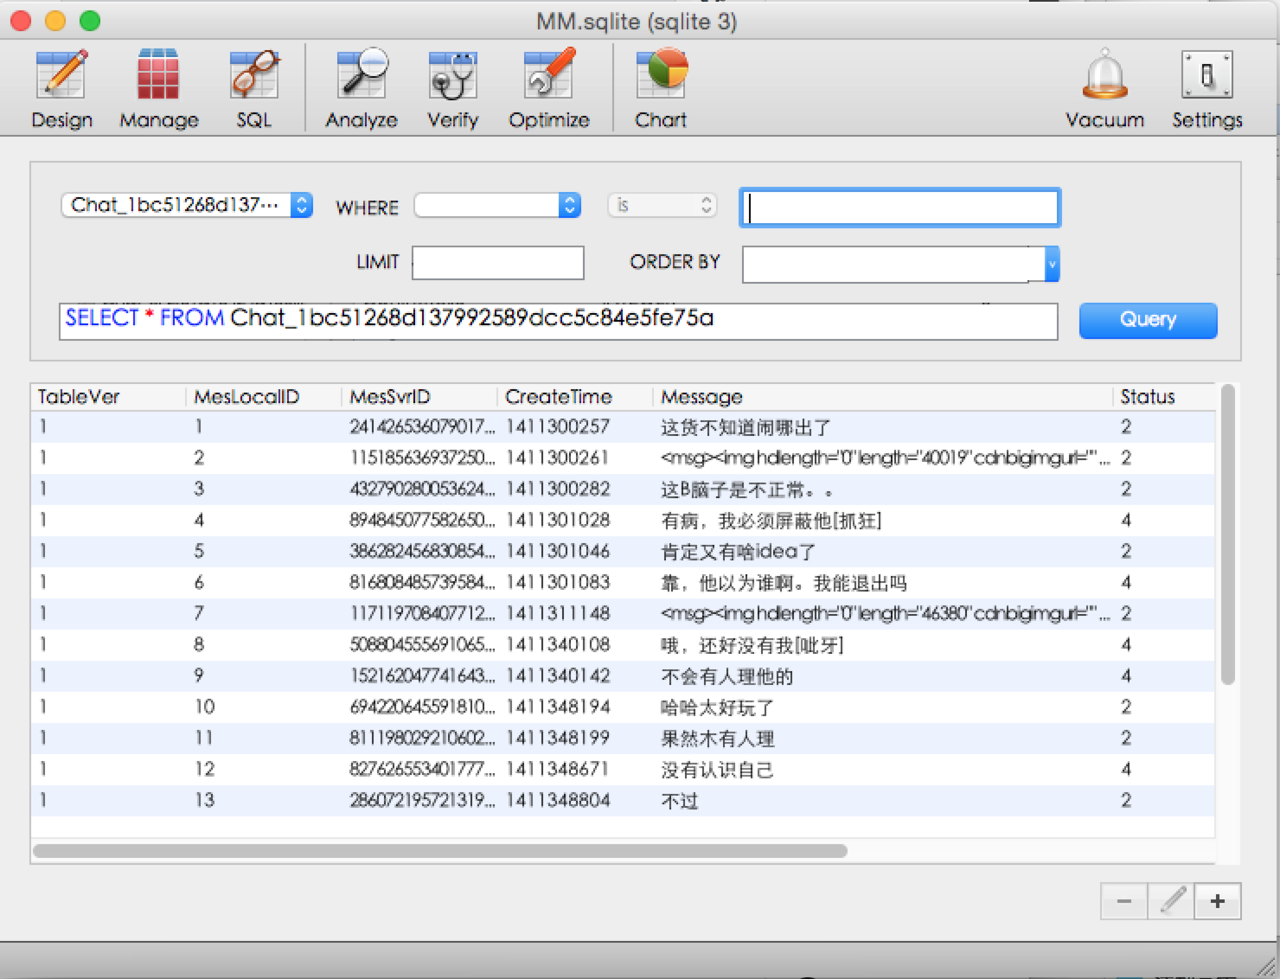 MM.sqlite (sqlite 3)
Design Manage SQL Analyze Verify Optimize Chart Vacuum Settings
Chat_1bc51268d137··· WHERE is
LIMIT ORDER BY
SELECT * FROM Chat_1bc51268d137992589dcc5c84e5fe75a Query
TableVer MesLocalID MesSvrID CreateTime Message Status
1 1 241426536079017... 1411300257 这货不知道闹哪出了 2
1 2 115185636937250... 1411300261 <msg><img hdlength="0" length="40019" cdnbigimgurl=""... 2
1 3 432790280053624... 1411300282 这B脑子是不正常。。 2
1 4 894845077582650... 1411301028 有病，我必须屏蔽他[抓狂] 4
1 5 386282456830854... 1411301046 肯定又有啥idea了 2
1 6 816808485739584... 1411301083 靠，他以为谁啊。我能退出吗 4
1 7 117119708407712... 1411311148 <msg><img hdlength="0" length="46380" cdnbigimgurl=""... 2
1 8 508804555691065... 1411340108 哦，还好没有我[呲牙] 4
1 9 152162047741643... 1411340142 不会有人理他的 4
1 10 694220645591810... 1411348194 哈哈太好玩了 2
1 11 811198029210602... 1411348199 果然木有人理 2
1 12 827626553401777... 1411348671 没有认识自己 4
1 13 286072195721319... 1411348804 不过 2